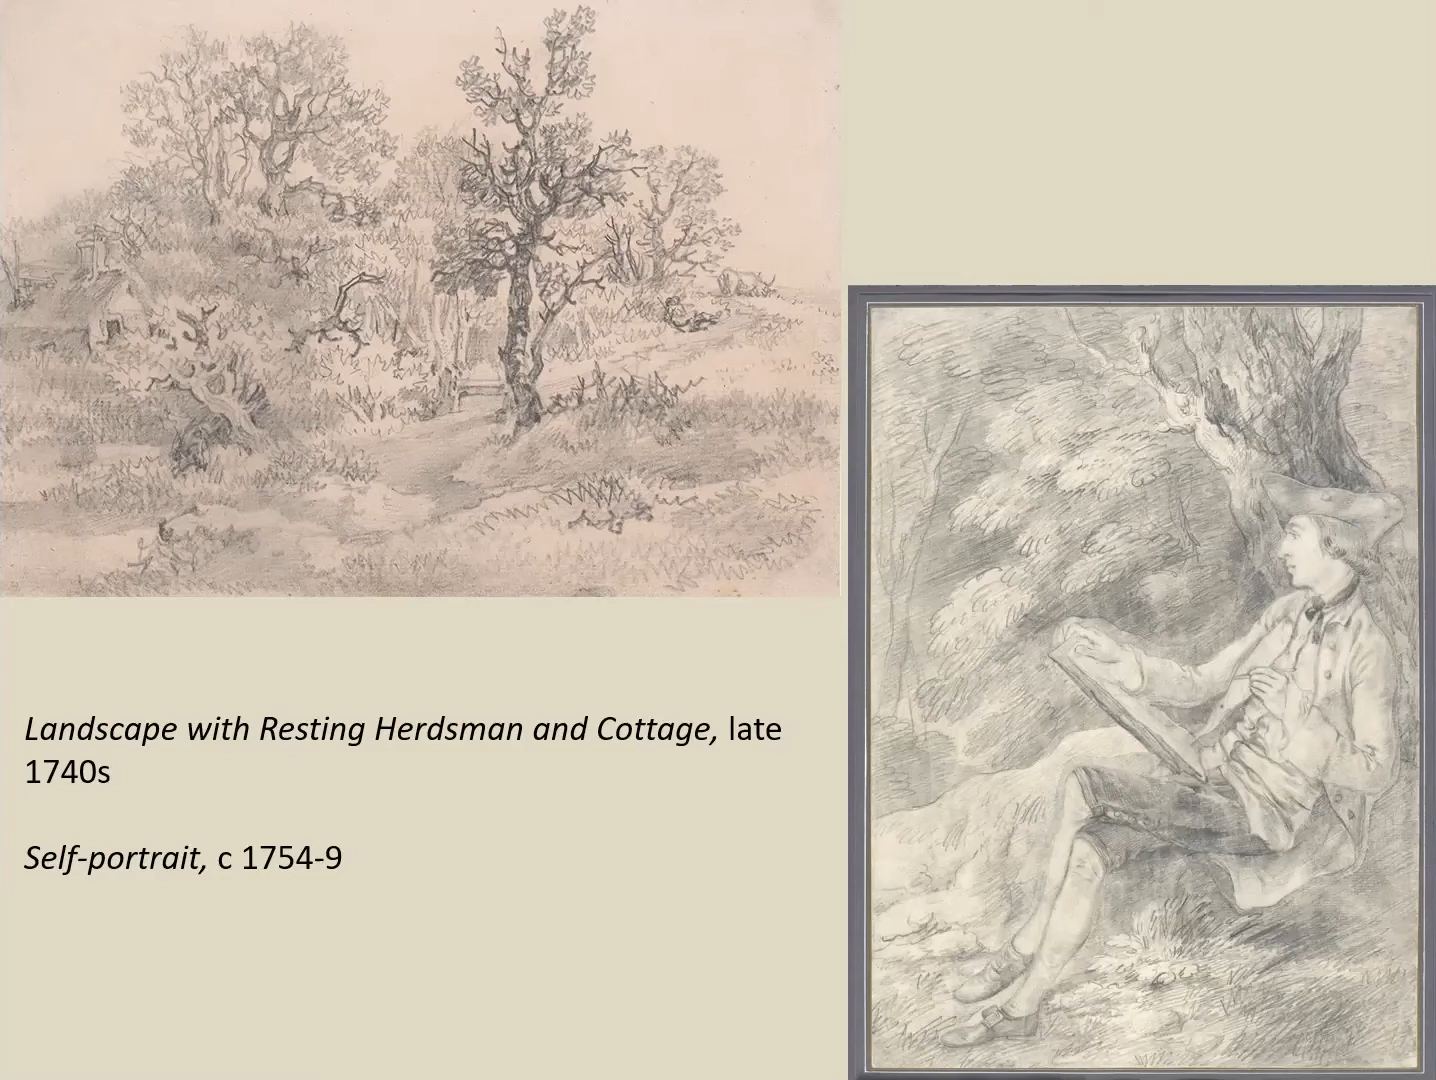 Landscape with Resting Herdsman and Cottage, late
1740s
Self-portrait, c 1754-9